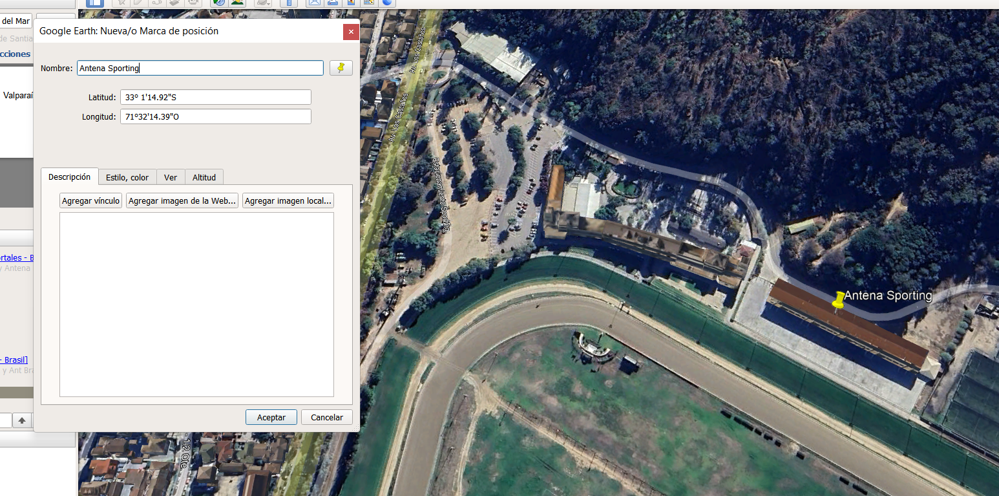 del Mar
de Santia
cciones
Valparaí
rtales - B
y Antena
- Brasil]
y Ant Bra
Google Earth: Nueva/o Marca de posición
Nombre: Antena Sporting
Latitud: 33° 1'14.92"S
Longitud: 71°32'14.39"O
Descripción Estilo, color Ver Altitud
Agregar vínculo Agregar imagen de la Web... Agregar imagen local...
Aceptar Cancelar
Av. Los Castaños
Av. Los Castaños
Estacionamiento Sporting
Antena Sporting
1/2 Ote